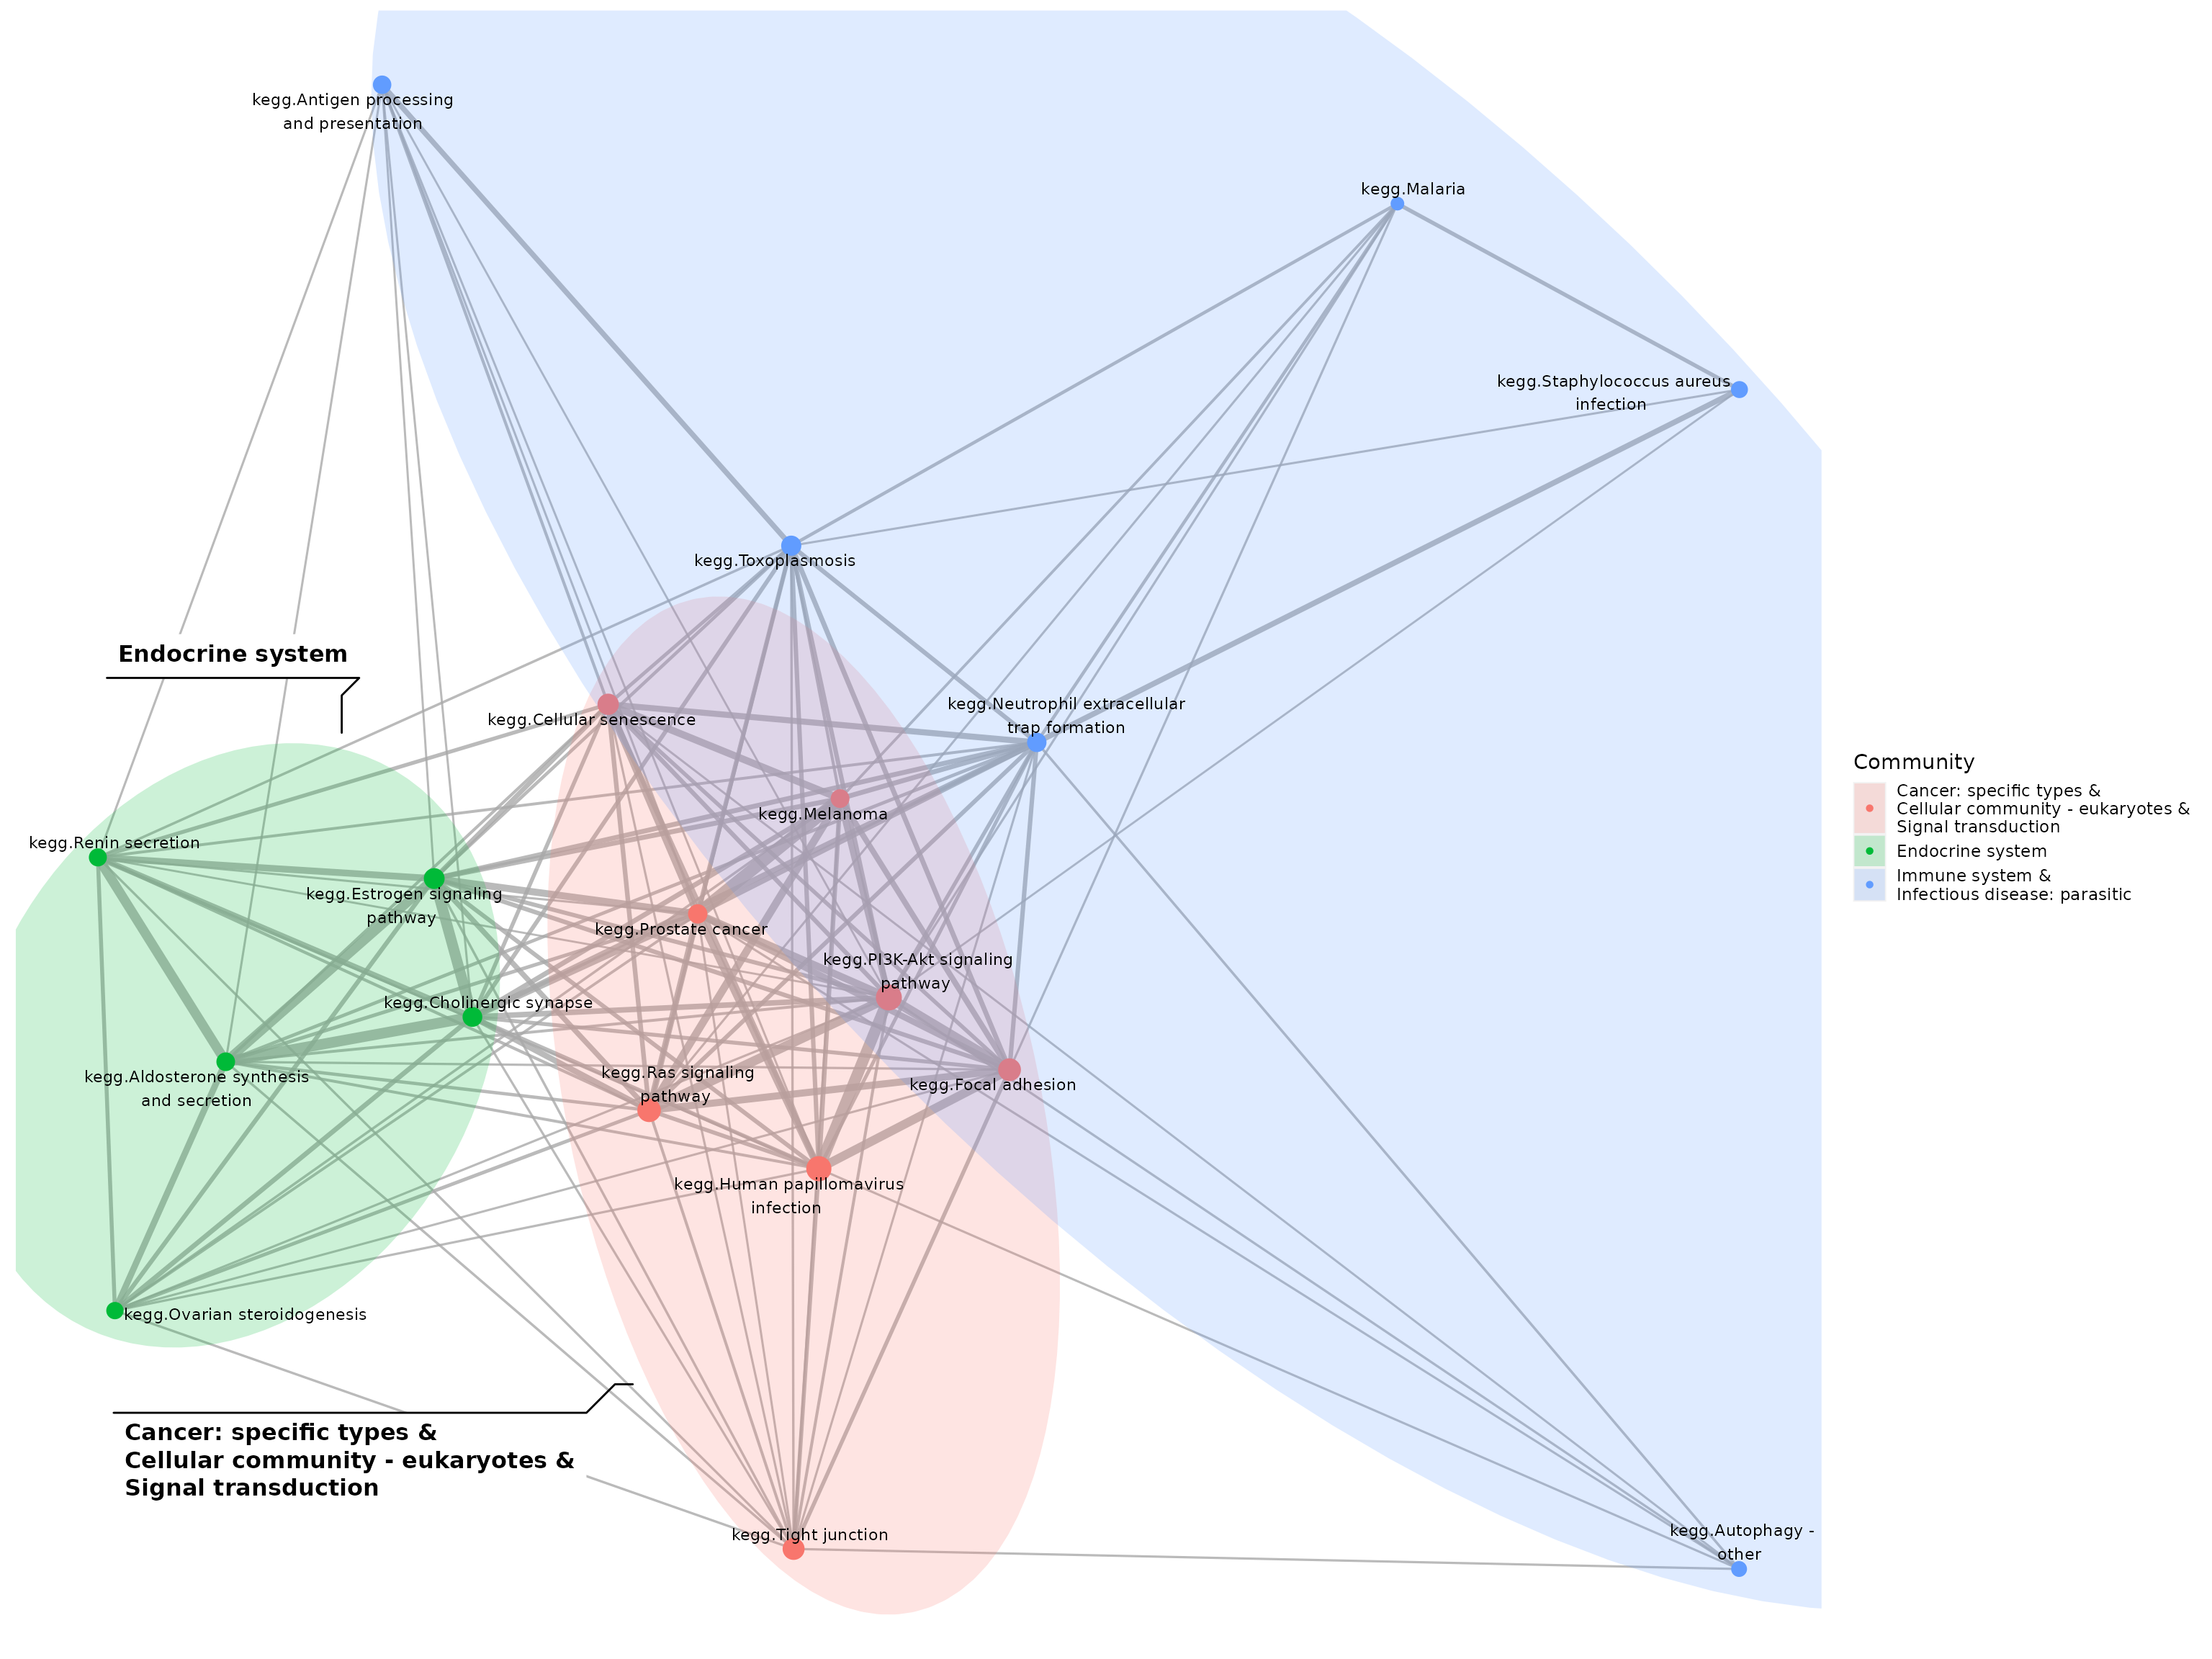 kegg.Antigen processing
and presentation
kegg.Malaria
kegg.Staphylococcus aureus
infection
kegg.Toxoplasmosis
Endocrine system
kegg.Cellular senescence
kegg.Neutrophil extracellular
trap formation
kegg.Melanoma
kegg.Renin secretion
kegg.Estrogen signaling
pathway
kegg.Prostate cancer
kegg.PI3K-Akt signaling
pathway
kegg.Cholinergic synapse
kegg.Aldosterone synthesis
and secretion
kegg.Ras signaling
pathway
kegg.Focal adhesion
kegg.Human papillomavirus
infection
kegg.Ovarian steroidogenesis
Cancer: specific types &
Cellular community - eukaryotes &
Signal transduction
kegg.Tight junction
kegg.Autophagy -
other
Community
Cancer: specific types &
Cellular community - eukaryotes &
Signal transduction
Endocrine system
Immune system &
Infectious disease: parasitic